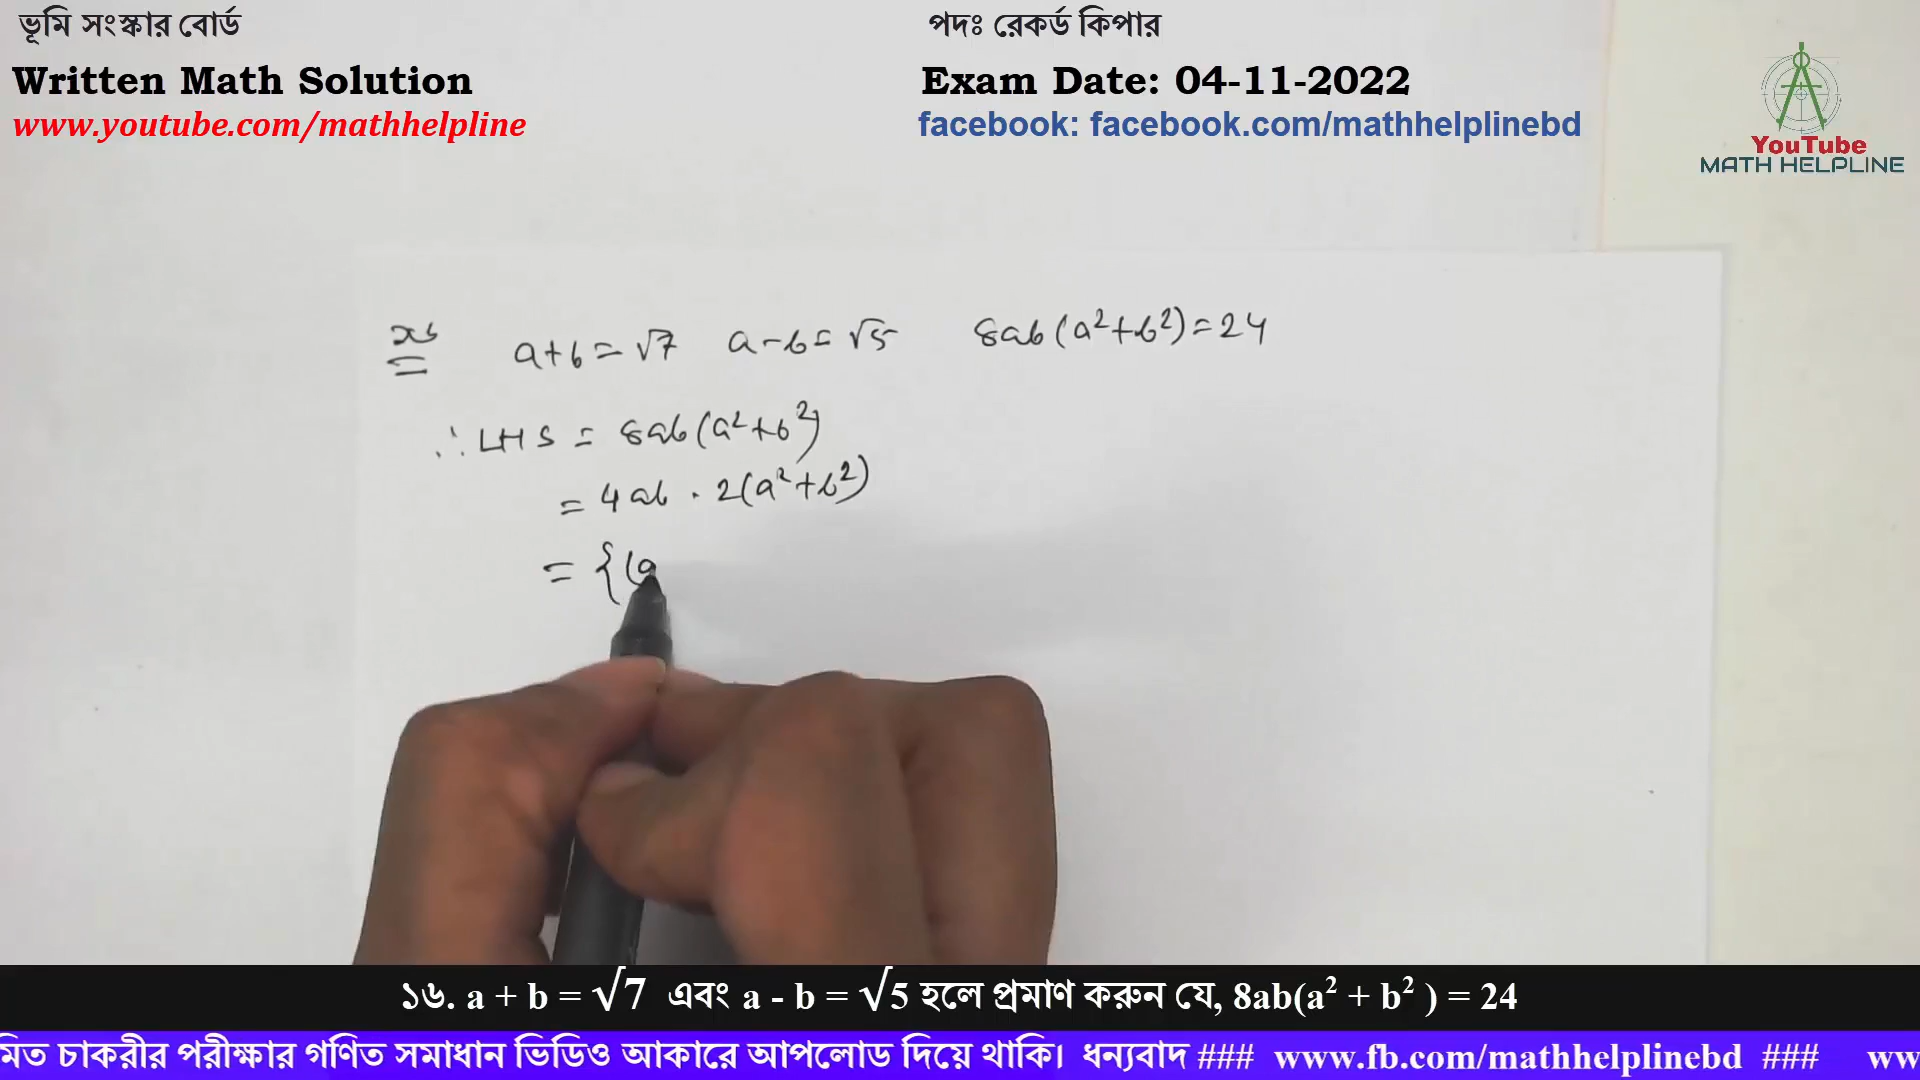 ভূমি সংস্কার বোর্ড
পদঃ রেকর্ড কিপার
Written Math Solution
Exam Date: 04-11-2022
www.youtube.com/mathhelpline
facebook: facebook.com/mathhelplinebd
YouTube
MATH HELPLINE
১৬ a+b=√7 a-b=√5 8ab(a²+b²)=24
∴ LHS = 8ab(a²+b²)
= 4ab · 2(a²+b²)
= {(a
১৬. a + b = √7 এবং a - b = √5 হলে প্রমাণ করুন যে, 8ab(a² + b² ) = 24
মিত চাকরীর পরীক্ষার গণিত সমাধান ভিডিও আকারে আপলোড দিয়ে থাকি। ধন্যবাদ ### www.fb.com/mathhelplinebd ### ww